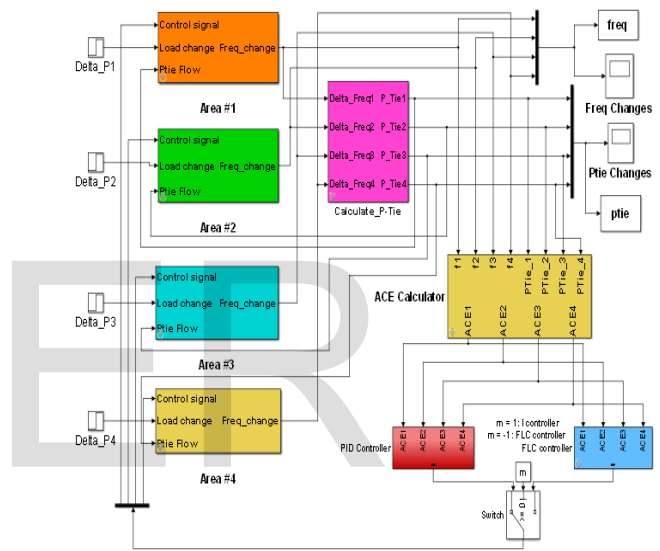 Control signal
Load change Freq_change
Ptie Flow
Delta_P1
Area #1
Control signal
Load change Freq_change
Ptie Flow
Delta_P2
Area #2
Control signal
Load change Freq_change
Ptie Flow
Delta_P3
Area #3
Control signal
Load change Freq_change
Ptie Flow
Delta_P4
Area #4
Delta_Freq1 P_Tie1
Delta_Freq2 P_Tie2
Delta_Freq3 P_Tie3
Delta_Freq4 P_Tie4
Calculate_P-Tie
freq
Freq Changes
Ptie Changes
ptie
f1
f2
f3
f4
PTie_1
PTie_2
PTie_3
PTie_4
ACE Calculator
ACE1
ACE2
ACE3
ACE4
m = 1: I controller
m = -1: FLC controller
PID Controller
FLC controller
ACE1
ACE2
ACE3
ACE4
ACE1
ACE2
ACE3
ACE4
m
Switch
ER